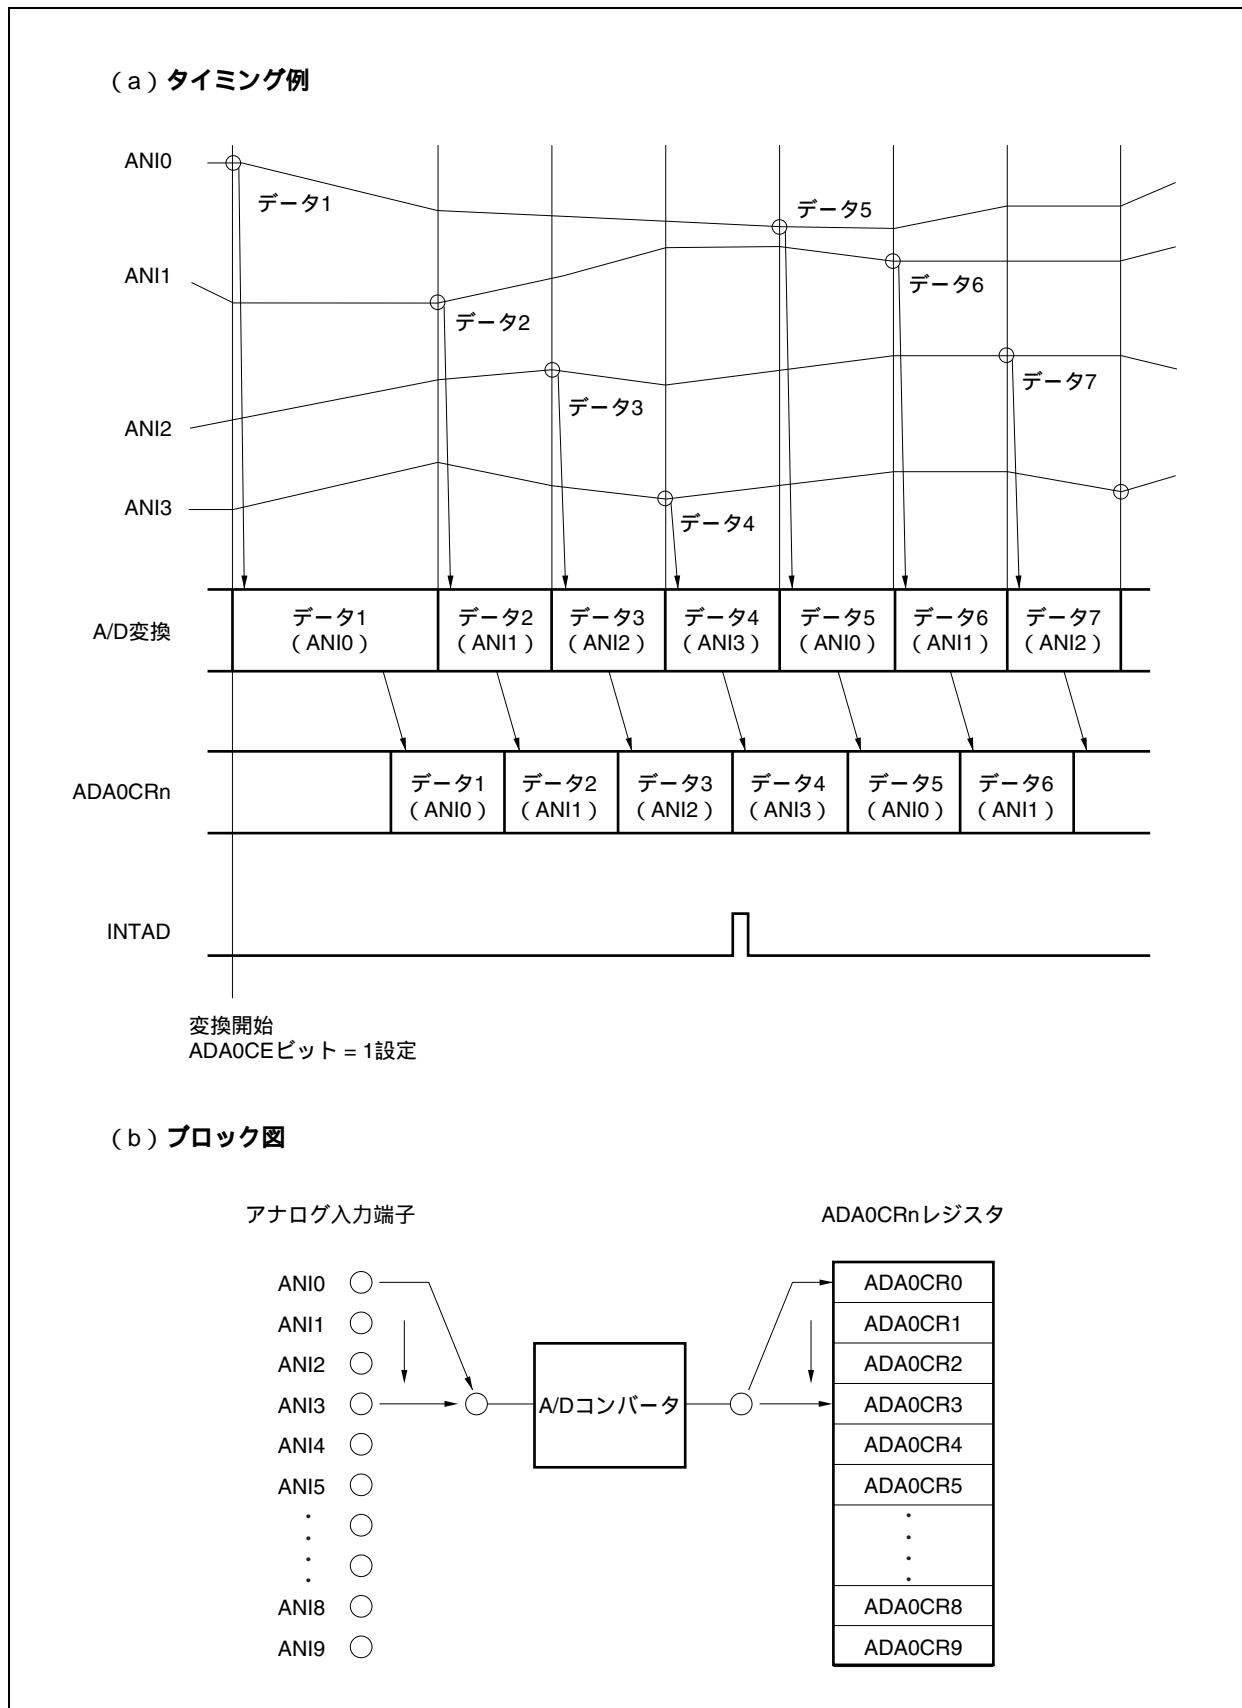 （a）タイミング例
ANI0
データ1
データ5
ANI1
データ6
データ2
データ7
データ3
ANI2
ANI3
データ4
A/D変換
データ1
（ANI0）
データ2
（ANI1）
データ3
（ANI2）
データ4
（ANI3）
データ5
（ANI0）
データ6
（ANI1）
データ7
（ANI2）
ADA0CRn
データ1
（ANI0）
データ2
（ANI1）
データ3
（ANI2）
データ4
（ANI3）
データ5
（ANI0）
データ6
（ANI1）
INTAD
変換開始
ADA0CEビット = 1設定
（b）ブロック図
アナログ入力端子
ADA0CRnレジスタ
ANI0
ANI1
ANI2
ANI3
ANI4
ANI5
ANI8
ANI9
A/Dコンバータ
ADA0CR0
ADA0CR1
ADA0CR2
ADA0CR3
ADA0CR4
ADA0CR5
ADA0CR8
ADA0CR9